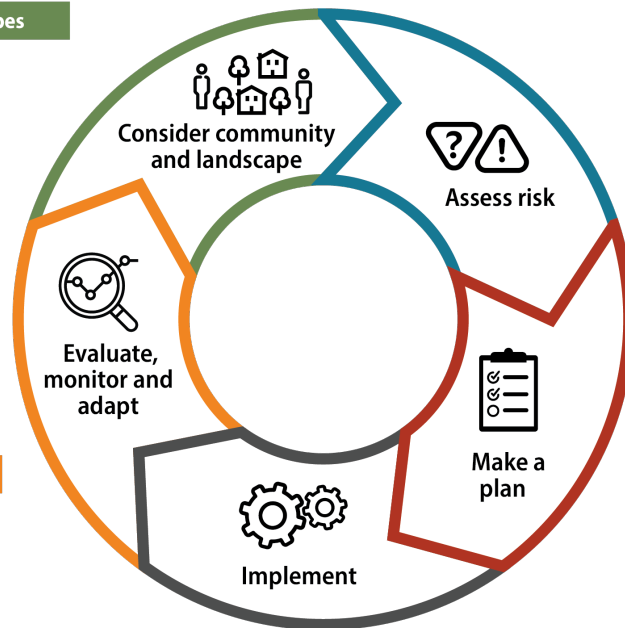 Consider community
and landscape
?
!
Assess risk
Make a
plan
Implement
Evaluate,
monitor and
adapt